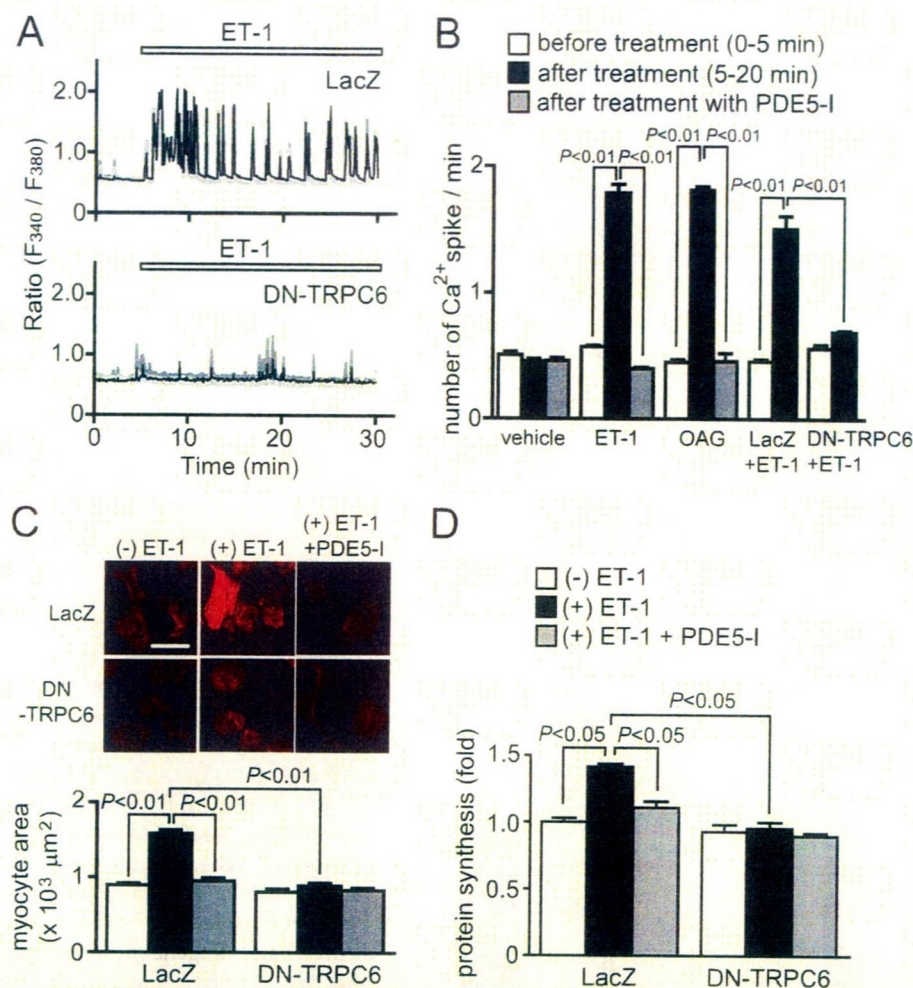 A
ET-1
LacZ
2.0
1.0
0
ET-1
DN-TRPC6
2.0
1.0
0
Ratio (F340 / F380)
0 10 20 30
Time (min)
B
before treatment (0-5 min)
after treatment (5-20 min)
after treatment with PDE5-I
P<0.01 P<0.01
P<0.01 P<0.01
P<0.01 P<0.01
2
1
0
number of Ca2+ spike / min
vehicle ET-1 OAG LacZ +ET-1 DN-TRPC6 +ET-1
C
(-) ET-1 (+) ET-1 (+) ET-1 +PDE5-I
LacZ
DN -TRPC6
P<0.01
P<0.01 P<0.01
2
1
0
myocyte area (x 10³ μm²)
LacZ DN-TRPC6
D
(-) ET-1
(+) ET-1
(+) ET-1 + PDE5-I
P<0.05
P<0.05 P<0.05
1.5
1.0
0.5
0
protein synthesis (fold)
LacZ DN-TRPC6